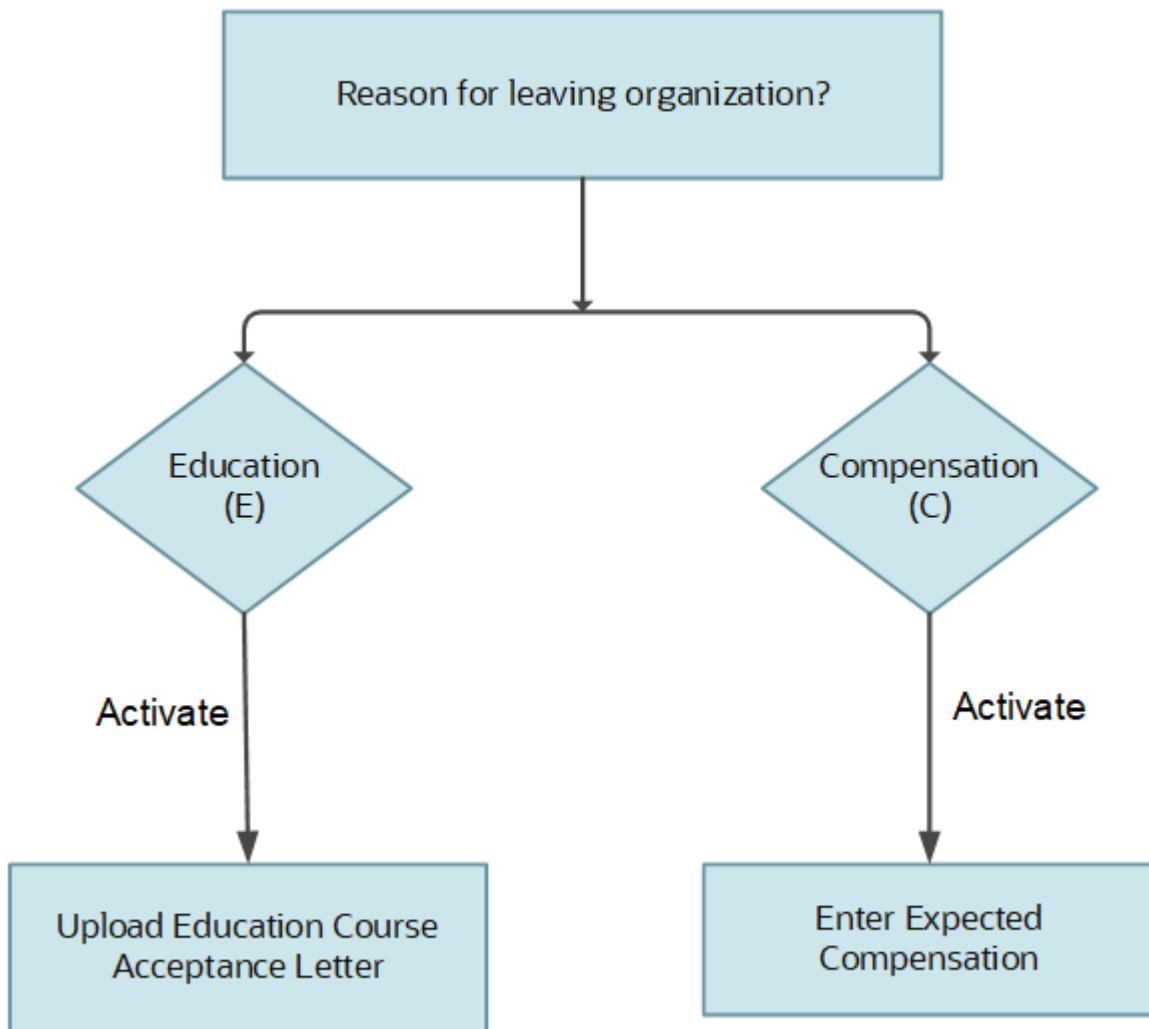 Reason for leaving organization?
Education
(E)
Compensation
(C)
Activate
Activate
Upload Education Course
Acceptance Letter
Enter Expected
Compensation